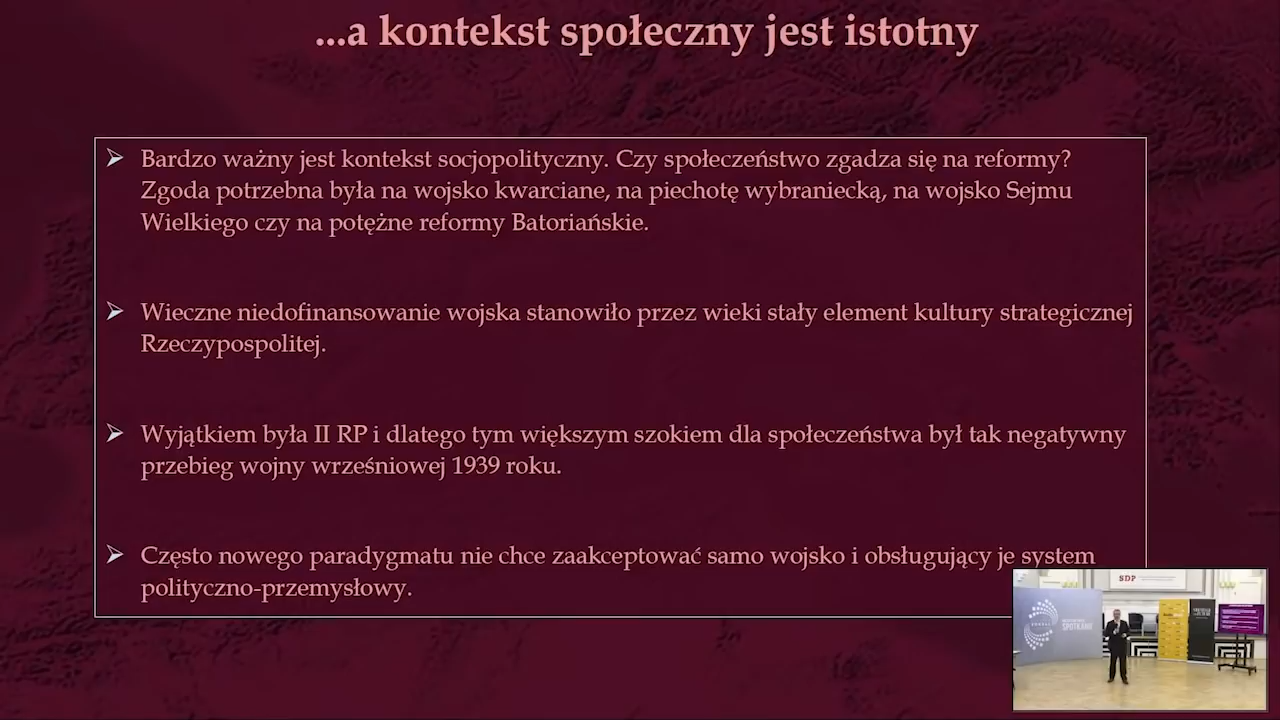 ...a kontekst społeczny jest istotny
Bardzo ważny jest kontekst socjopolityczny. Czy społeczeństwo zgadza się na reformy?
Zgoda potrzebna była na wojsko kwarciane, na piechotę wybraniecką, na wojsko Sejmu
Wielkiego czy na potężne reformy Batoriańskie.
Wieczne niedofinansowanie wojska stanowiło przez wieki stały element kultury strategicznej
Rzeczypospolitej.
Wyjątkiem była II RP i dlatego tym większym szokiem dla społeczeństwa był tak negatywny
przebieg wojny wrześniowej 1939 roku.
Często nowego paradygmatu nie chce zaakceptować samo wojsko i obsługujący je system
polityczno-przemysłowy.
SDP
SPOTKANIE